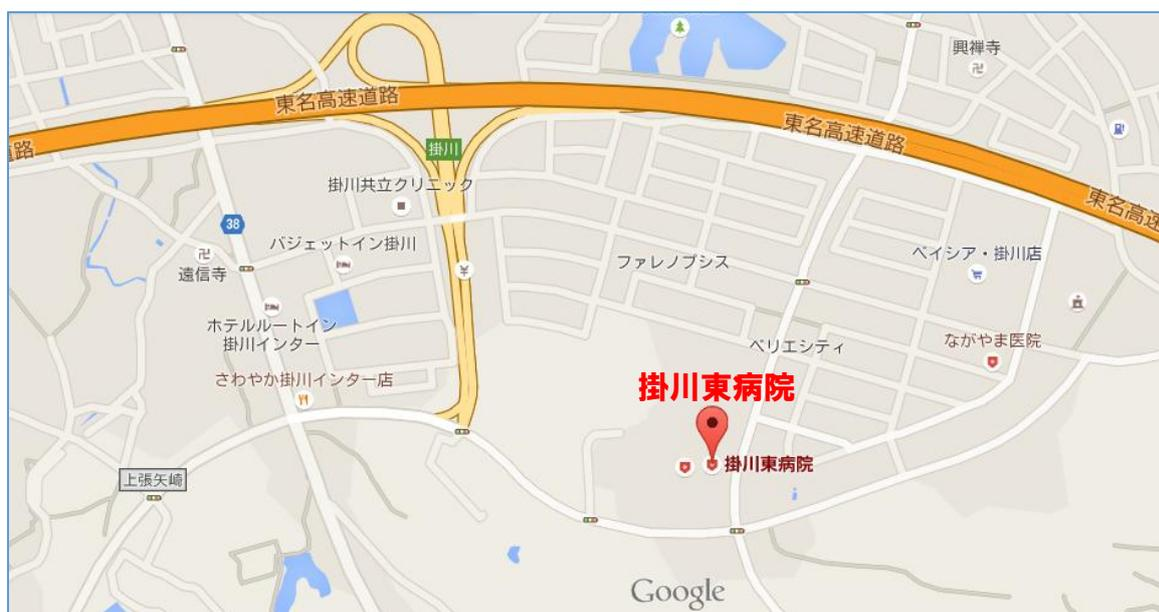 興禅寺
東名高速道路
東名高速道路
道路
掛川
掛川共立クリニック
東名高速道
38
バジェットイン掛川
ファレノプシス
ベイシア・掛川店
遠信寺
¥
ホテルルートイン
掛川インター
ベリエシティ
ながやま医院
さわやか掛川インター店
掛川東病院
掛川東病院
上張矢崎
Google